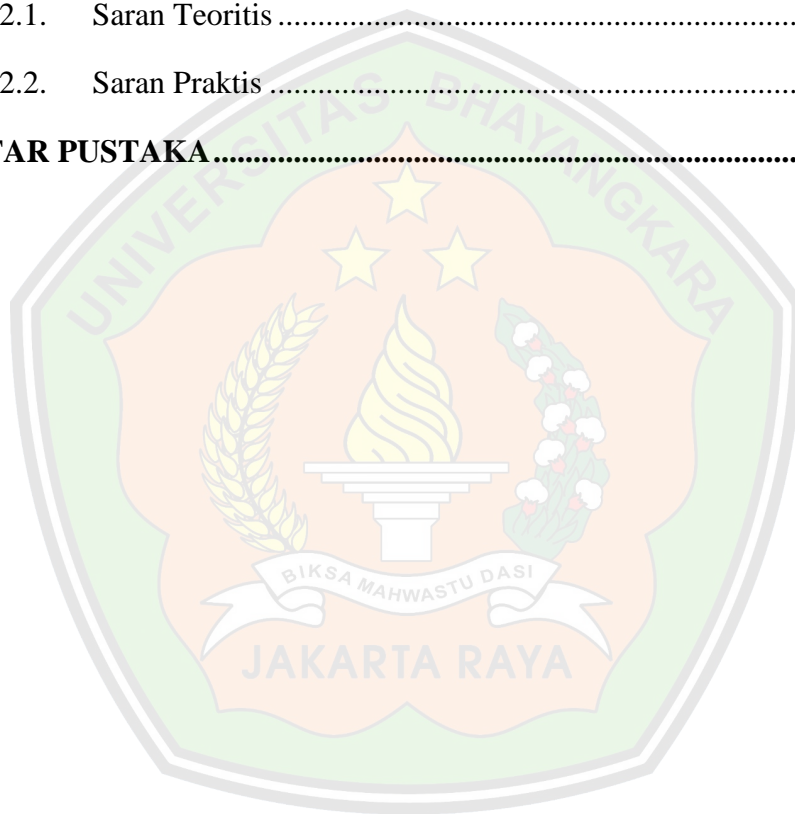 2.1. Saran Teoritis ........................................................................
2.2. Saran Praktis .........................................................................
TAR PUSTAKA.........................................................................
UNIVERSITAS BHAYANGKARA
BIKSA MAHWASTU DASI
JAKARTA RAYA